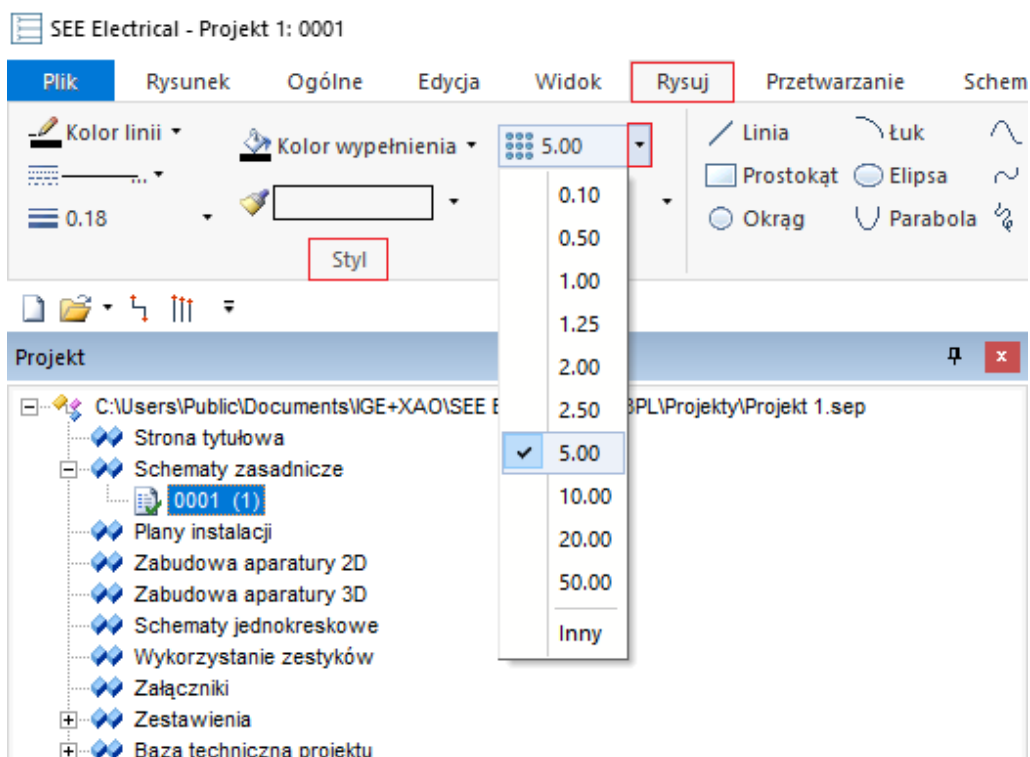 SEE Electrical - Projekt 1: 0001
Plik Rysunek Ogólne Edycja Widok Rysuj Przetwarzanie Schem
Kolor linii Kolor wypełnienia 5.00 Linia Łuk
... Prostokąt Elipsa
0.18 Okrąg Parabola
Styl
0.10
0.50
1.00
1.25
2.00
2.50
5.00
10.00
20.00
50.00
Inny
Projekt
C:\Users\Public\Documents\IGE+XAO\SEE E 3PL\Projekty\Projekt 1.sep
Strona tytułowa
Schematy zasadnicze
0001 (1)
Plany instalacji
Zabudowa aparatury 2D
Zabudowa aparatury 3D
Schematy jednokreskowe
Wykorzystanie zestyków
Załączniki
Zestawienia
Baza techniczna projektu